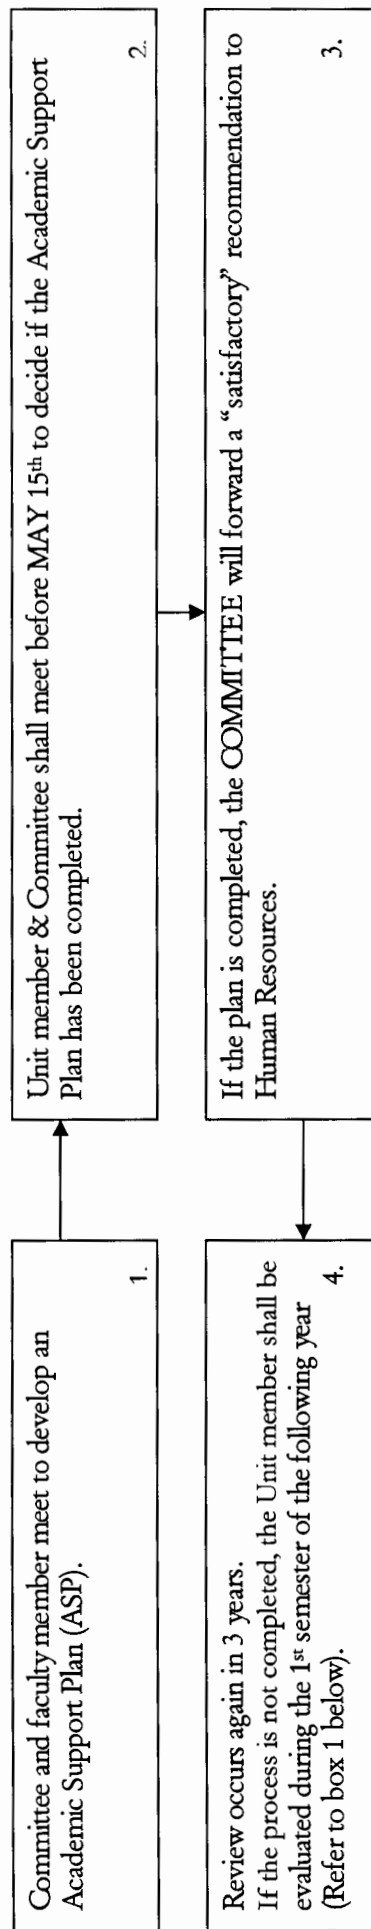 Committee and faculty member meet to develop an
Academic Support Plan (ASP).
1.
Unit member & Committee shall meet before MAY 15th to decide if the Academic Support
Plan has been completed.
2.
If the plan is completed, the COMMITTEE will forward a “satisfactory” recommendation to
Human Resources.
3.
Review occurs again in 3 years.
If the process is not completed, the Unit member shall be
evaluated during the 1st semester of the following year
(Refer to box 1 below).
4.